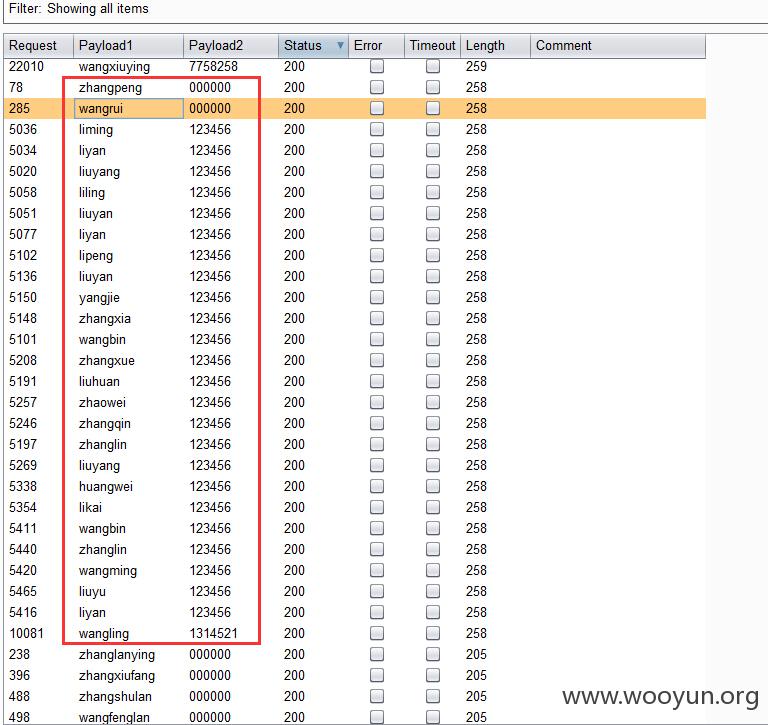 Filter: Showing all items
Request Payload1 Payload2 Status Error Timeout Length Comment
22010 wangxiuying 7758258 200 259
78 zhangpeng 000000 200 258
285 wangrui 000000 200 258
5036 liming 123456 200 258
5034 liyan 123456 200 258
5020 liuyang 123456 200 258
5058 liling 123456 200 258
5051 liuyan 123456 200 258
5077 liyan 123456 200 258
5102 lipeng 123456 200 258
5136 liuyan 123456 200 258
5150 yangjie 123456 200 258
5148 zhangxia 123456 200 258
5101 wangbin 123456 200 258
5208 zhangxue 123456 200 258
5191 liuhuan 123456 200 258
5257 zhaowei 123456 200 258
5246 zhangqin 123456 200 258
5197 zhanglin 123456 200 258
5269 liuyang 123456 200 258
5338 huangwei 123456 200 258
5354 likai 123456 200 258
5411 wangbin 123456 200 258
5440 zhanglin 123456 200 258
5420 wangming 123456 200 258
5465 liuyu 123456 200 258
5416 liyan 123456 200 258
10081 wangling 1314521 200 258
238 zhanglanying 000000 200 205
396 zhangxiufang 000000 200 205
488 zhangshulan 000000 200 205
498 wangfenglan 000000 200 205
www.wooyun.org